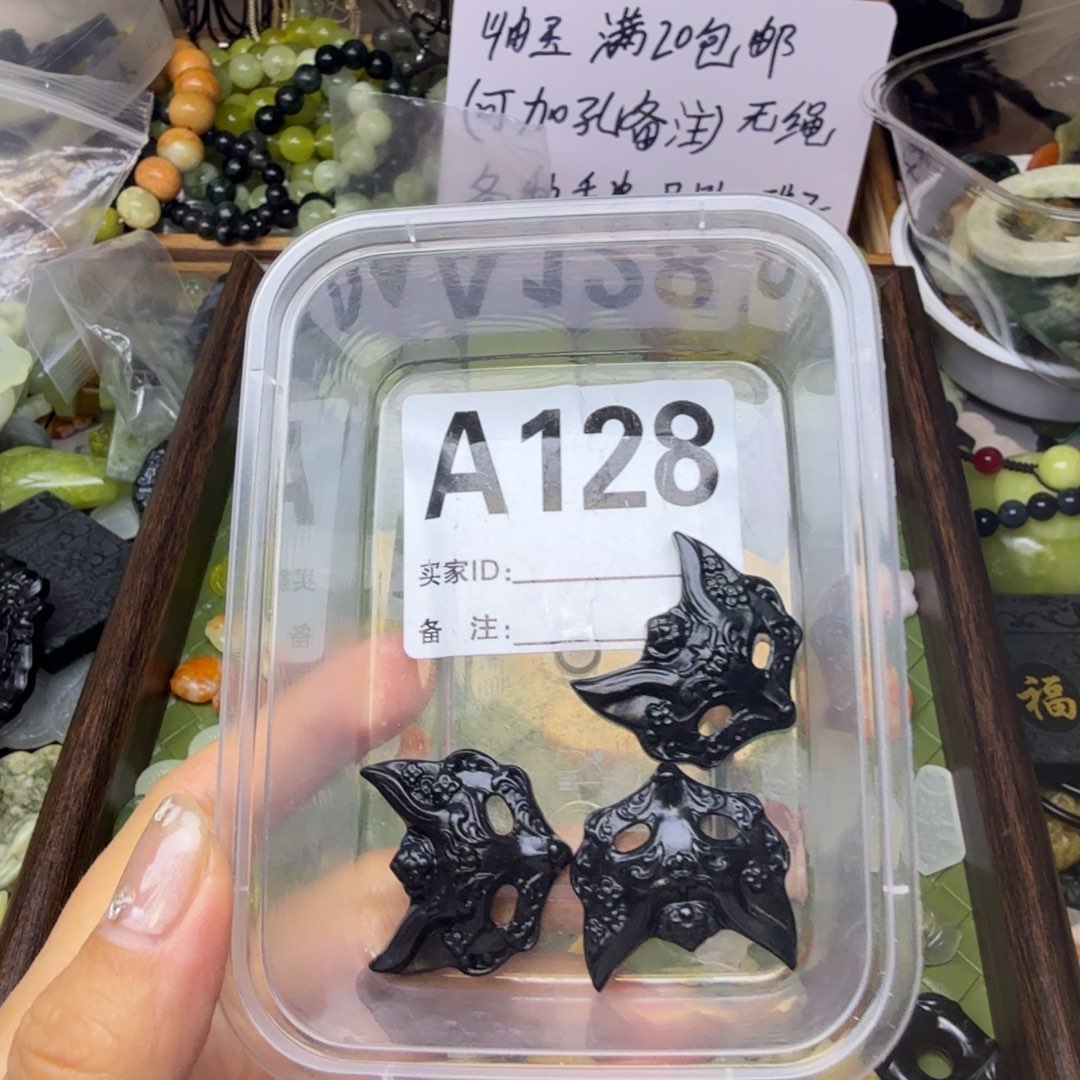 岫玉 满20包邮
(可加孔备注) 无绳
A128
买家ID:
备 注:
福